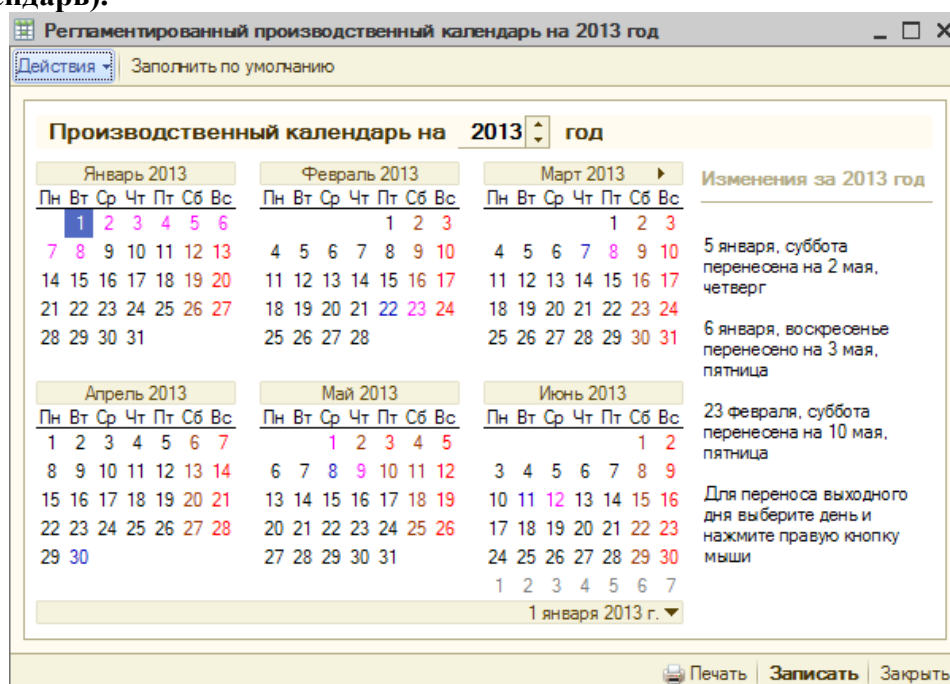 ендарь).
Регламентированный производственный календарь на 2013 год
Действия Заполнить по умолчанию
Производственный календарь на 2013 год
Январь 2013 Февраль 2013 Март 2013
Пн Вт Ср Чт Пт Сб Вс Пн Вт Ср Чт Пт Сб Вс Пн Вт Ср Чт Пт Сб Вс
1 2 3 4 5 6 1 2 3 1 2 3
7 8 9 10 11 12 13 4 5 6 7 8 9 10 4 5 6 7 8 9 10
14 15 16 17 18 19 20 11 12 13 14 15 16 17 11 12 13 14 15 16 17
21 22 23 24 25 26 27 18 19 20 21 22 23 24 18 19 20 21 22 23 24
28 29 30 31 25 26 27 28 25 26 27 28 29 30 31
Апрель 2013 Май 2013 Июнь 2013
Пн Вт Ср Чт Пт Сб Вс Пн Вт Ср Чт Пт Сб Вс Пн Вт Ср Чт Пт Сб Вс
1 2 3 4 5 6 7 1 2 3 4 5 1 2
8 9 10 11 12 13 14 6 7 8 9 10 11 12 3 4 5 6 7 8 9
15 16 17 18 19 20 21 13 14 15 16 17 18 19 10 11 12 13 14 15 16
22 23 24 25 26 27 28 20 21 22 23 24 25 26 17 18 19 20 21 22 23
29 30 27 28 29 30 31 24 25 26 27 28 29 30
1 2 3 4 5 6 7
1 января 2013 г.
Изменения за 2013 год
5 января, суббота
перенесена на 2 мая,
четверг
6 января, воскресенье
перенесено на 3 мая,
пятница
23 февраля, суббота
перенесена на 10 мая,
пятница
Для переноса выходного
дня выберите день и
нажмите правую кнопку
мыши
Печать Записать Закрыть